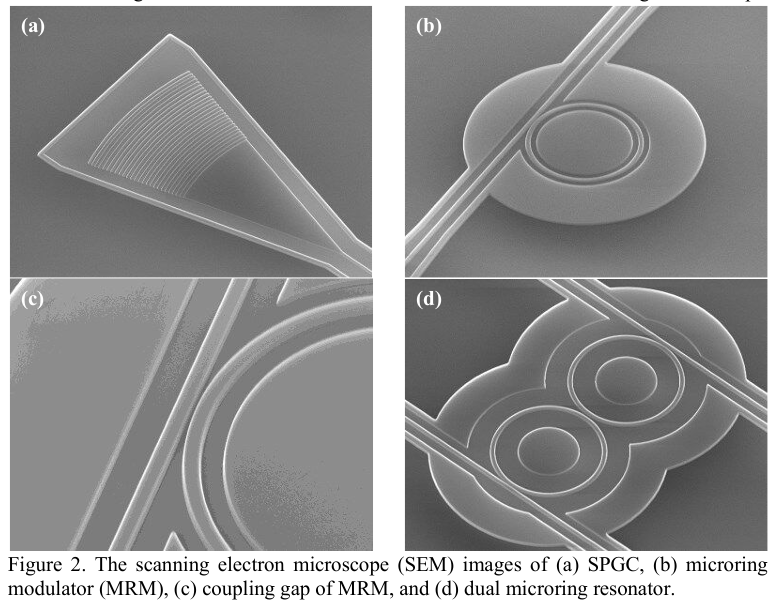 (a)
(b)
(c)
(d)
Figure 2. The scanning electron microscope (SEM) images of (a) SPGC, (b) microring
modulator (MRM), (c) coupling gap of MRM, and (d) dual microring resonator.